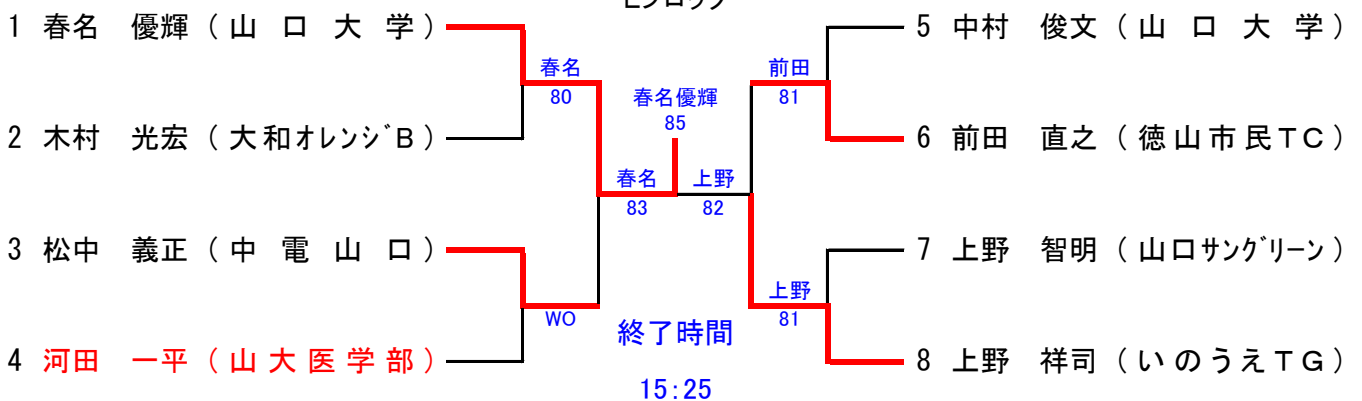 Eブロック
1 春名 優輝 ( 山 口 大 学 )
5 中村 俊文 ( 山 口 大 学 )
春名
80
前田
81
春名優輝
85
2 木村 光宏 ( 大和オレンジB )
6 前田 直之 ( 徳山市民TC )
春名
83
上野
82
3 松中 義正 ( 中 電 山 口 )
7 上野 智明 ( 山口サングリーン )
WO
上野
81
終了時間
15:25
4 河田 一平 ( 山大医学部 )
8 上野 祥司 ( いのうえTG )